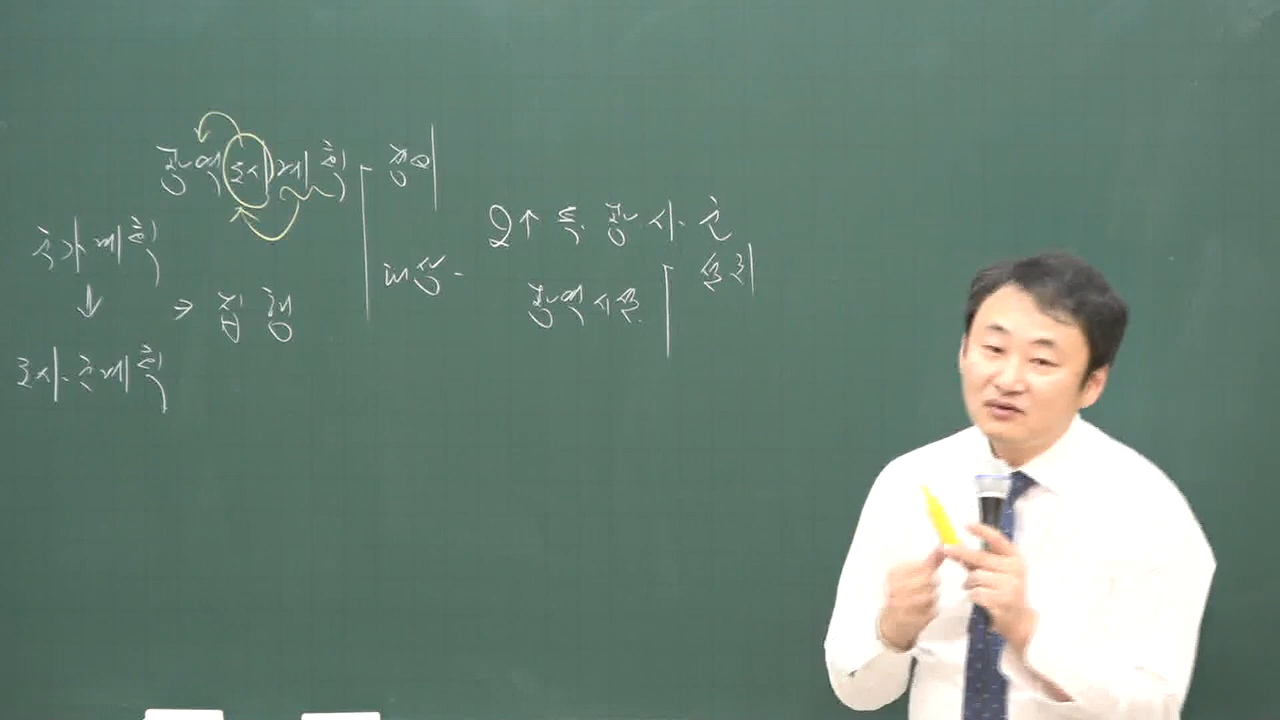 광역도시계획 정의
국가계획
2↑ 특 광 시 군
대상
↓ → 집행
광역시설
도시·군계획